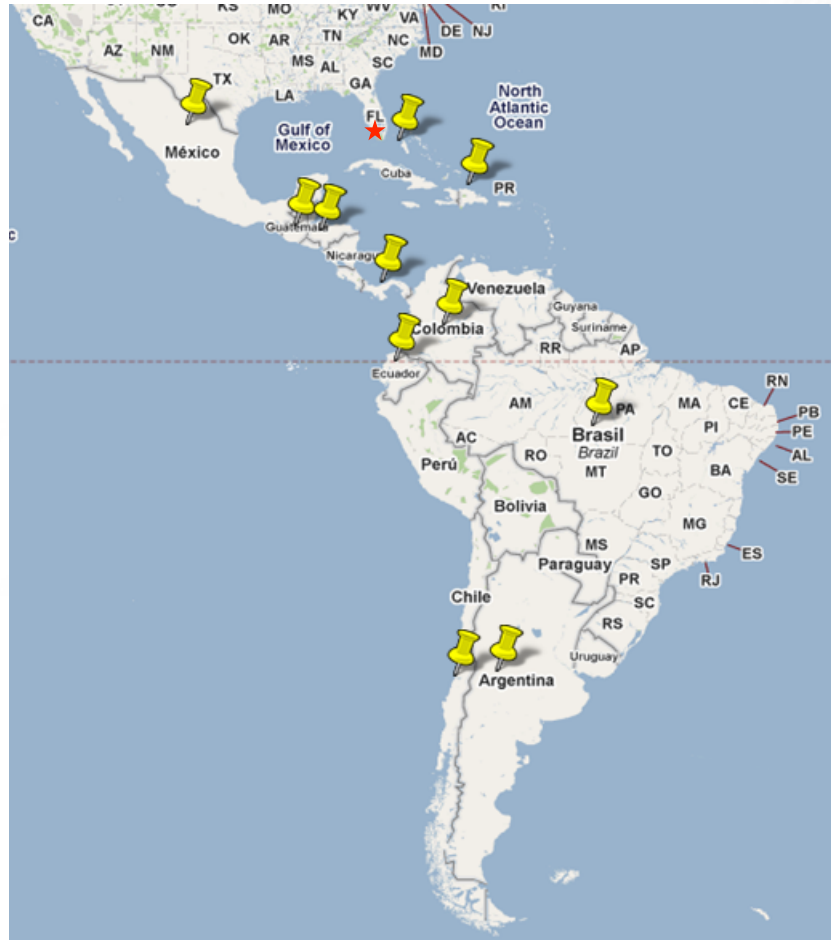 CA
KS
MO
KY
WV
VA
DE
NJ
AZ
NM
OK
AR
TN
NC
MD
MS
AL
SC
TX
GA
LA
FL
North
Atlantic
Ocean
Gulf of
Mexico
México
Cuba
PR
Guatemala
Nicaragu
Venezuela
Guyana
Colombia
Suriname
RR
AP
Ecuador
RN
AM
PA
MA
CE
PB
PI
PE
Brasil
Brazil
AC
RO
TO
AL
Perú
MT
BA
SE
GO
Bolivia
MG
MS
ES
Paraguay
SP
PR
RJ
Chile
SC
RS
Uruguay
Argentina